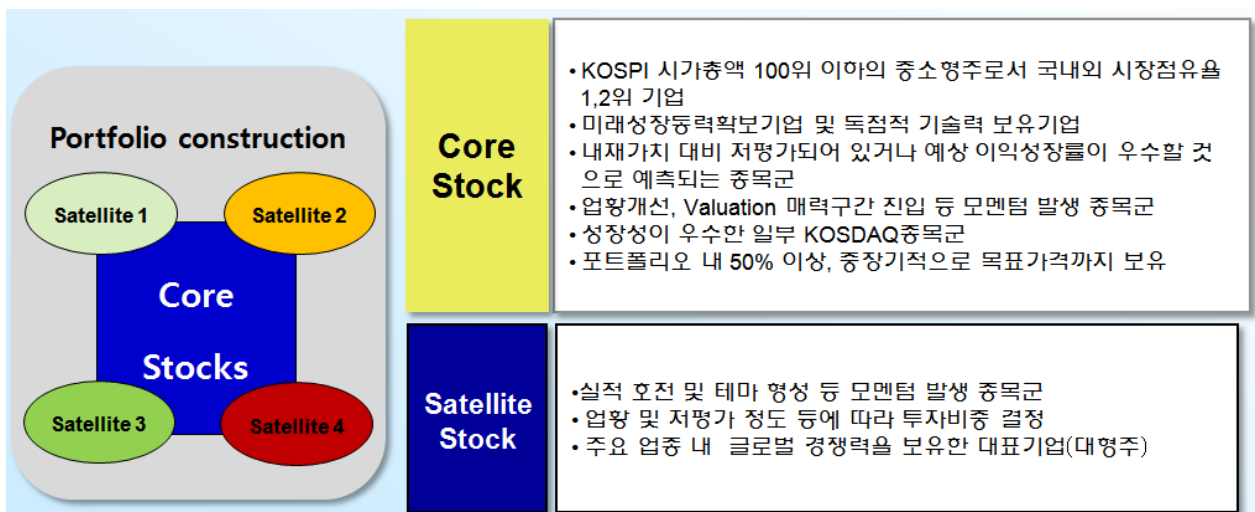 Portfolio construction
Satellite 1
Satellite 2
Core
Stocks
Satellite 3
Satellite 4
Core
Stock
• KOSPI 시가총액 100위 이하의 중소형주로서 국내외 시장점유율
1,2위 기업
• 미래성장동력확보기업 및 독점적 기술력 보유기업
• 내재가치 대비 저평가되어 있거나 예상 이익성장률이 우수할 것
으로 예측되는 종목군
• 업황개선, Valuation 매력구간 진입 등 모멘텀 발생 종목군
• 성장성이 우수한 일부 KOSDAQ종목군
• 포트폴리오 내 50% 이상, 중장기적으로 목표가격까지 보유
Satellite
Stock
• 실적 호전 및 테마 형성 등 모멘텀 발생 종목군
• 업황 및 저평가 정도 등에 따라 투자비중 결정
• 주요 업종 내 글로벌 경쟁력을 보유한 대표기업(대형주)